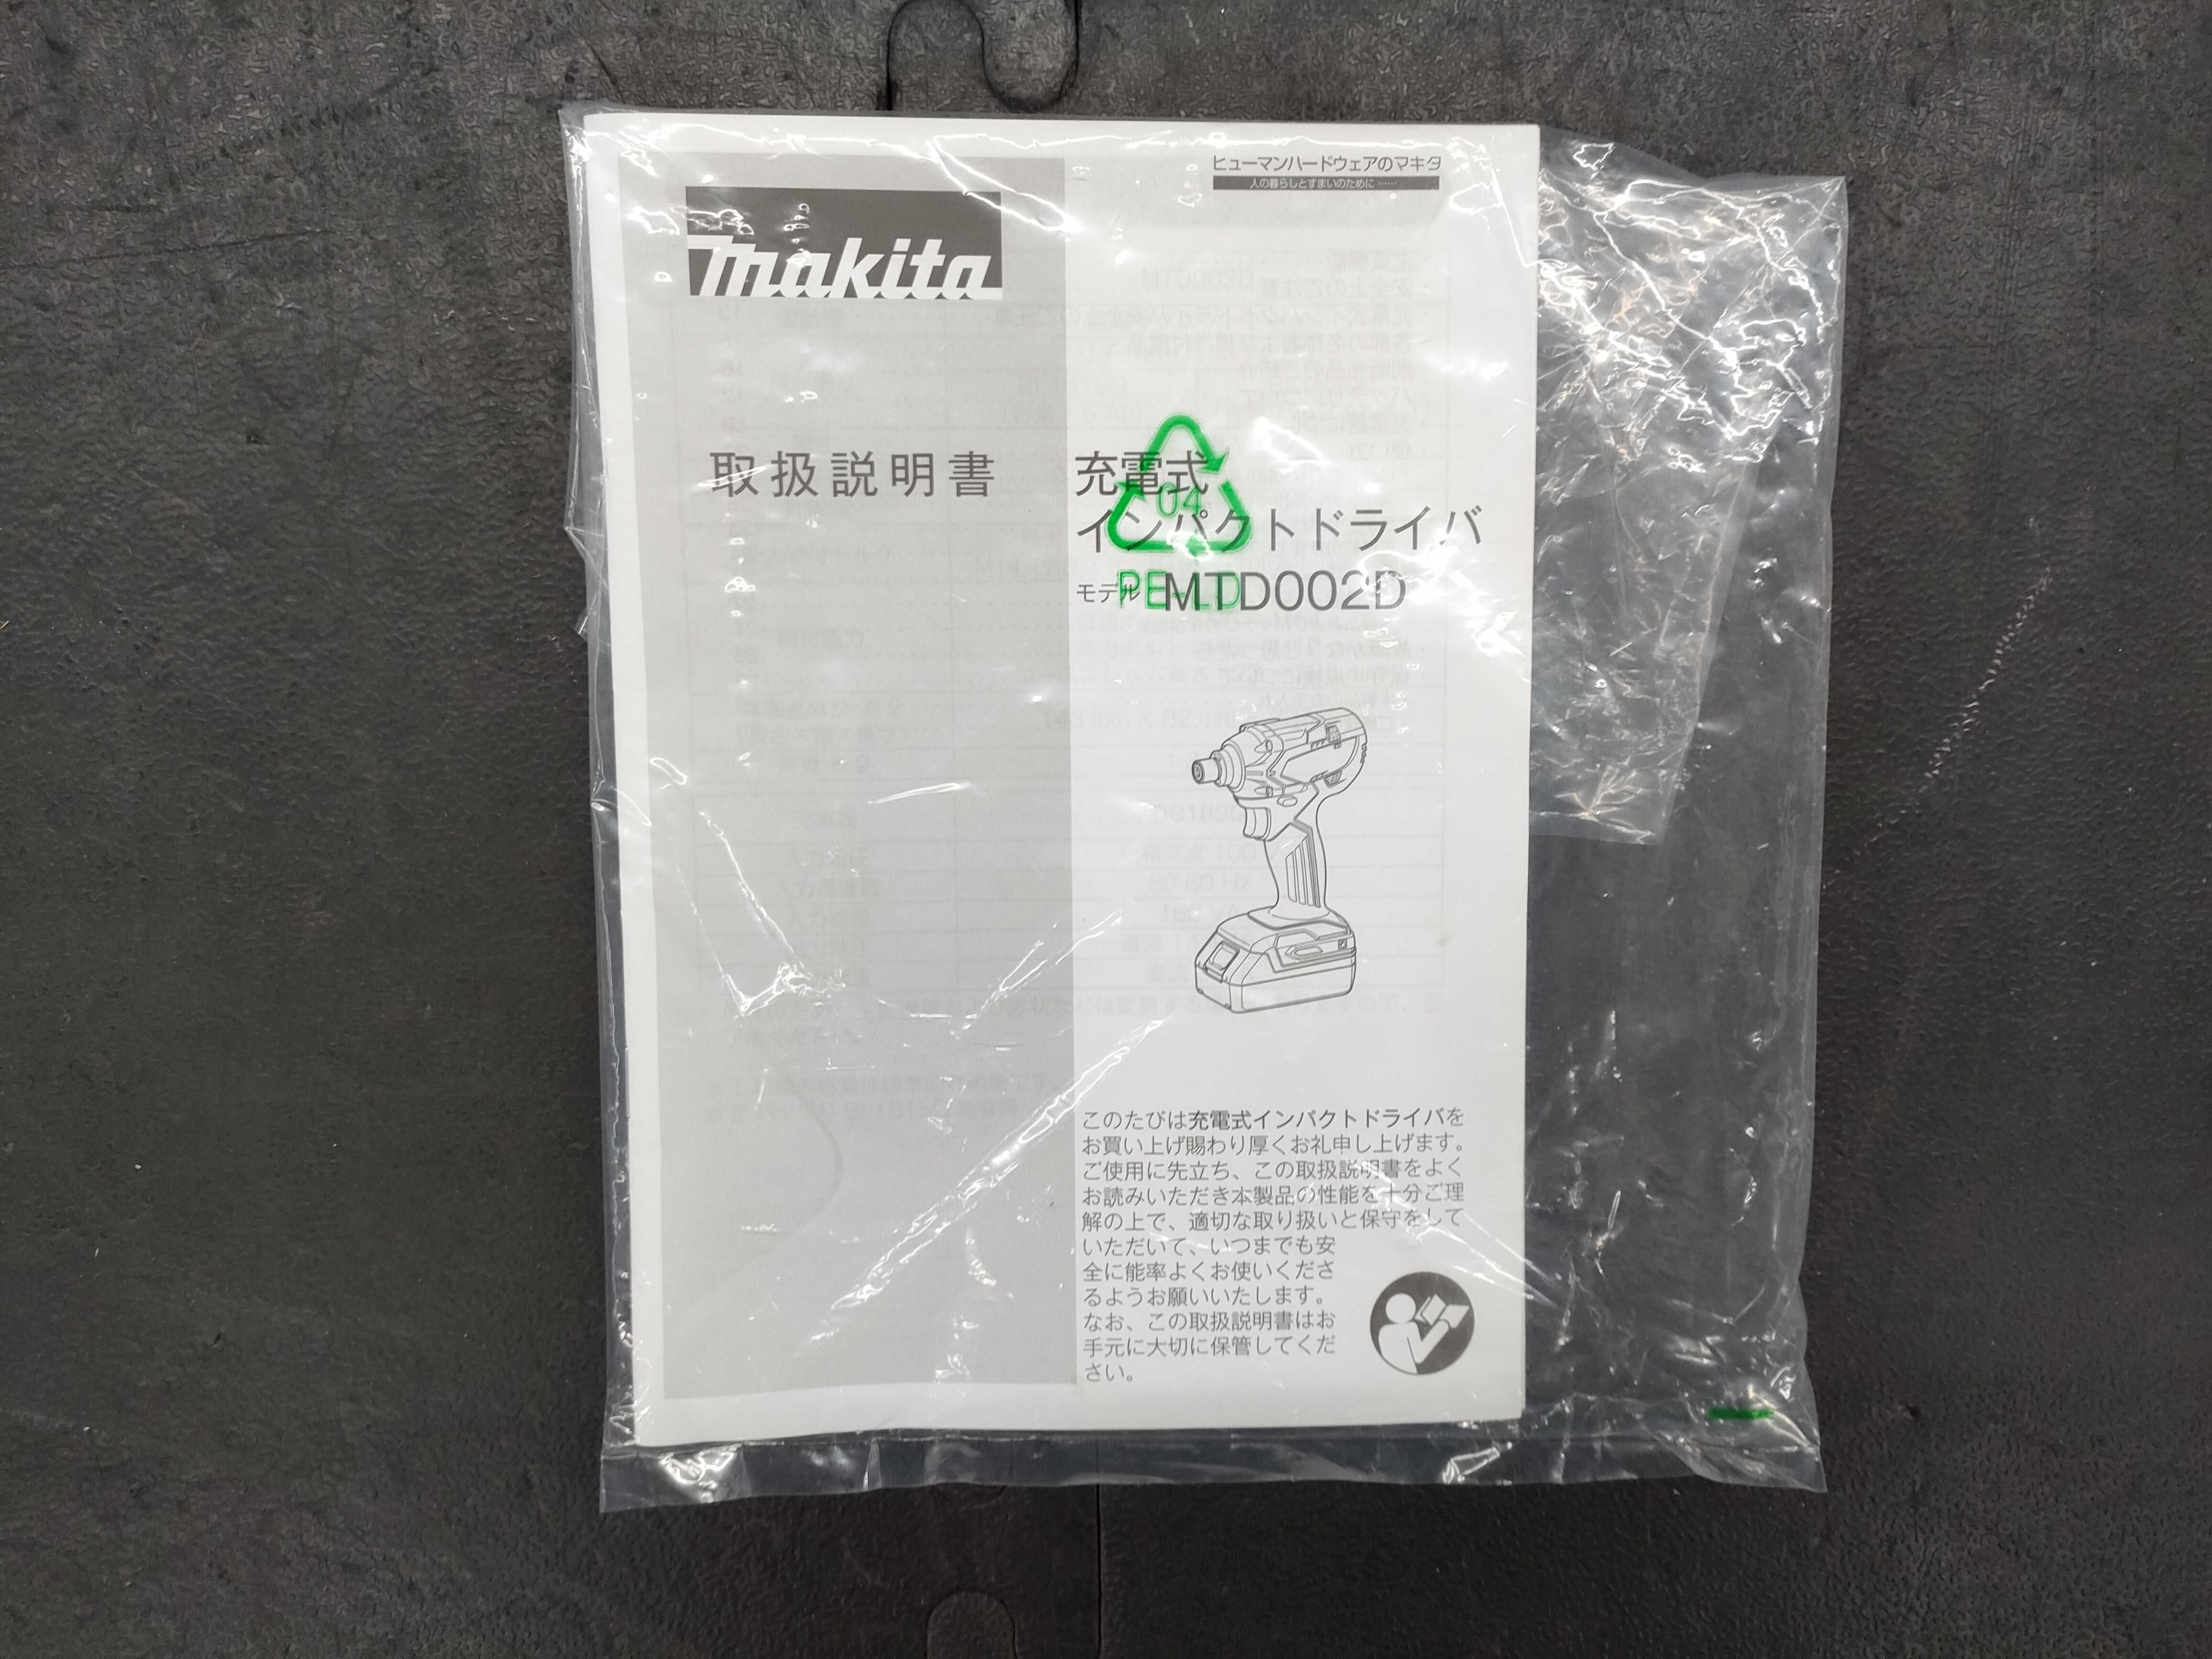 ヒューマンハードウェアのマキタ
人の暮らしとすまいのために……
makita
取扱説明書
充電式
インパクトドライバ
モデル MTD002D
04
PE-LD
このたびは充電式インパクトドライバを
お買い上げ賜わり厚くお礼申し上げます。
ご使用に先立ち、この取扱説明書をよく
お読みいただき本製品の性能を十分ご理
解の上で、適切な取り扱いと保守をして
いただいて、いつまでも安
全に能率よくお使いくださ
るようお願いいたします。
なお、この取扱説明書はお
手元に大切に保管してくだ
さい。